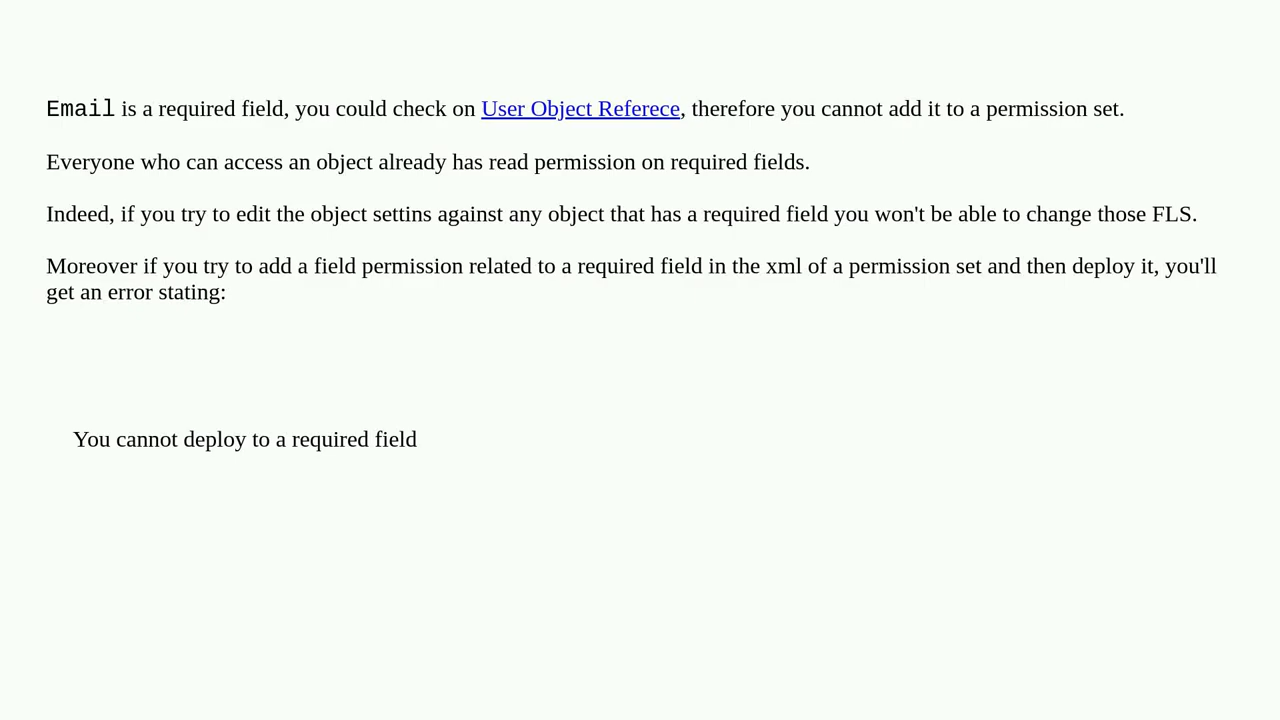 Email is a required field, you could check on User Object Referece, therefore you cannot add it to a permission set.
Everyone who can access an object already has read permission on required fields.
Indeed, if you try to edit the object settins against any object that has a required field you won't be able to change those FLS.
Moreover if you try to add a field permission related to a required field in the xml of a permission set and then deploy it, you'll
get an error stating:
You cannot deploy to a required field